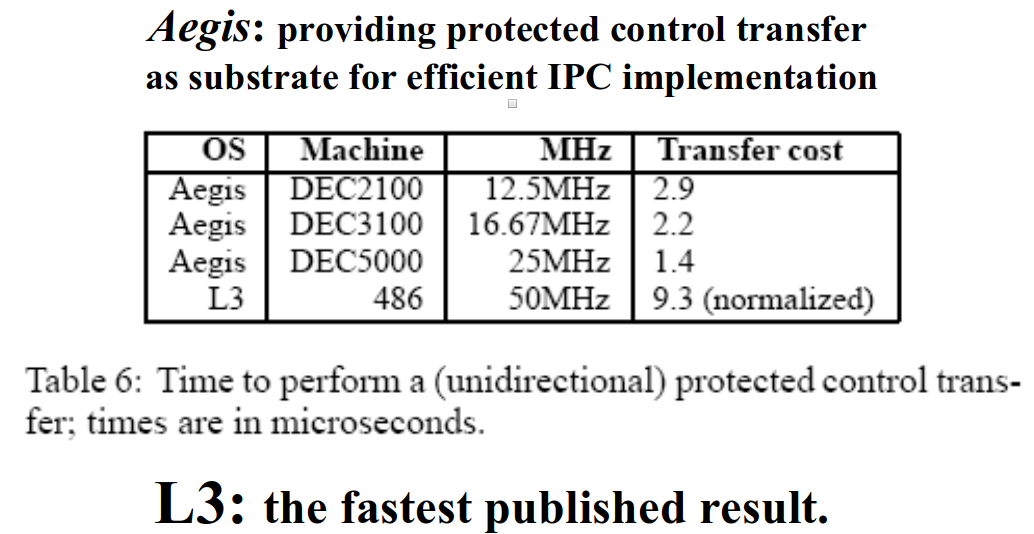 Aegis: providing protected control transfer
as substrate for efficient IPC implementation
OS Machine MHz Transfer cost
Aegis DEC2100 12.5MHz 2.9
Aegis DEC3100 16.67MHz 2.2
Aegis DEC5000 25MHz 1.4
L3 486 50MHz 9.3 (normalized)
Table 6: Time to perform a (unidirectional) protected control trans-
fer; times are in microseconds.
L3: the fastest published result.